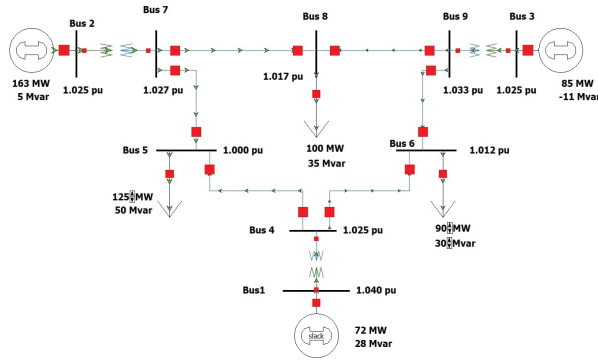 Bus 2
Bus 7
Bus 8
Bus 9
Bus 3
163 MW
5 Mvar
1.025 pu
1.027 pu
1.017 pu
1.033 pu
1.025 pu
85 MW
-11 Mvar
Bus 5
1.000 pu
100 MW
35 Mvar
Bus 6
1.012 pu
125 MW
50 Mvar
Bus 4
1.025 pu
90 MW
30 Mvar
Bus1
1.040 pu
slack
72 MW
28 Mvar